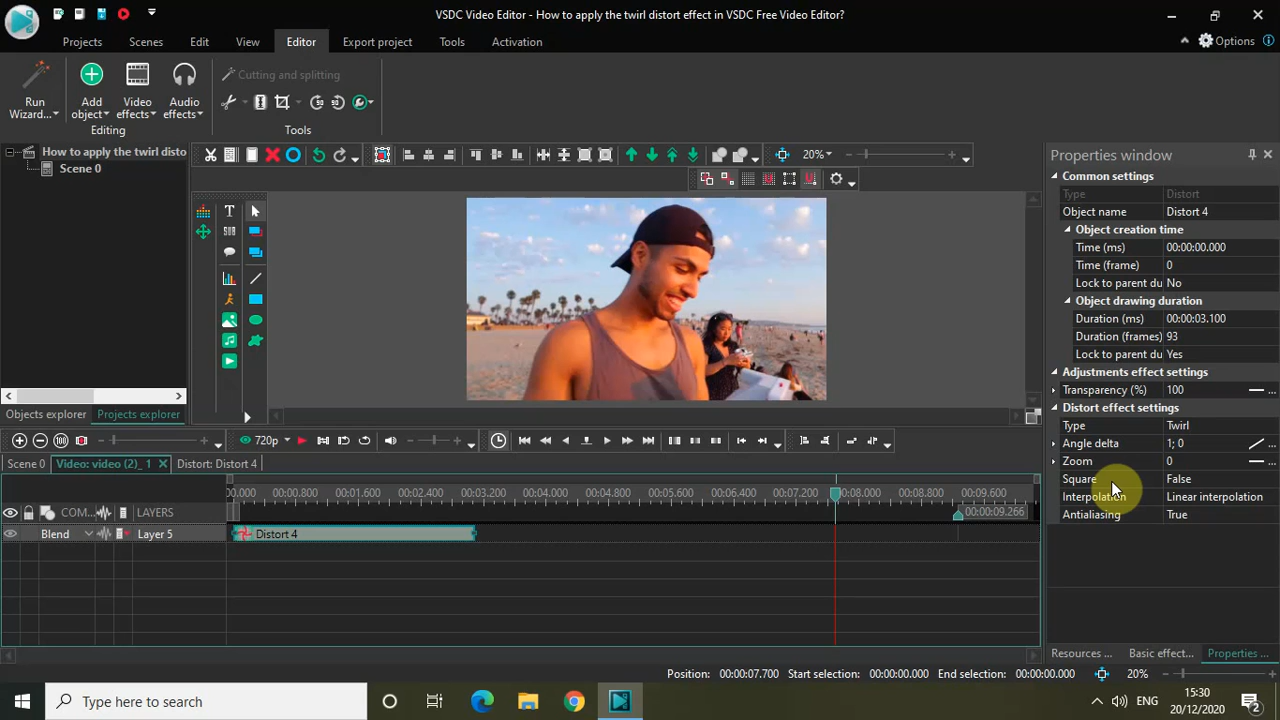 VSDC Video Editor - How to apply the twirl distort effect in VSDC Free Video Editor?
Projects Scenes Edit View Editor Export project Tools Activation
Options
Run Wizard...
Add object
Video effects
Audio effects
Cutting and splitting
Editing
Tools
How to apply the twirl disto
Scene 0
Objects explorer Projects explorer
20%
T
Properties window
Common settings
Type Distort
Object name Distort 4
Object creation time
Time (ms) 00:00:00.000
Time (frame) 0
Lock to parent du No
Object drawing duration
Duration (ms) 00:00:03.100
Duration (frames) 93
Lock to parent du Yes
Adjustments effect settings
Transparency (%) 100 ...
Distort effect settings
Type Twirl
Angle delta 1; 0 ...
Zoom 0 ...
Square False
Interpolation Linear interpolation
Antialiasing True
Resources ... Basic effect... Properties ...
720p
Scene 0 Video: video (2)_ 1 Distort: Distort 4
0.000 00:00.800 00:01.600 00:02.400 00:03.200 00:04.000 00:04.800 00:05.600 00:06.400 00:07.200 00:08.000 00:08.800 00:09.600
COM... LAYERS
00:00:09.266
Blend Layer 5 Distort 4
Position: 00:00:07.700 Start selection: 00:00:00.000 End selection: 00:00:00.000 20%
Type here to search
ENG
15:30
20/12/2020
2